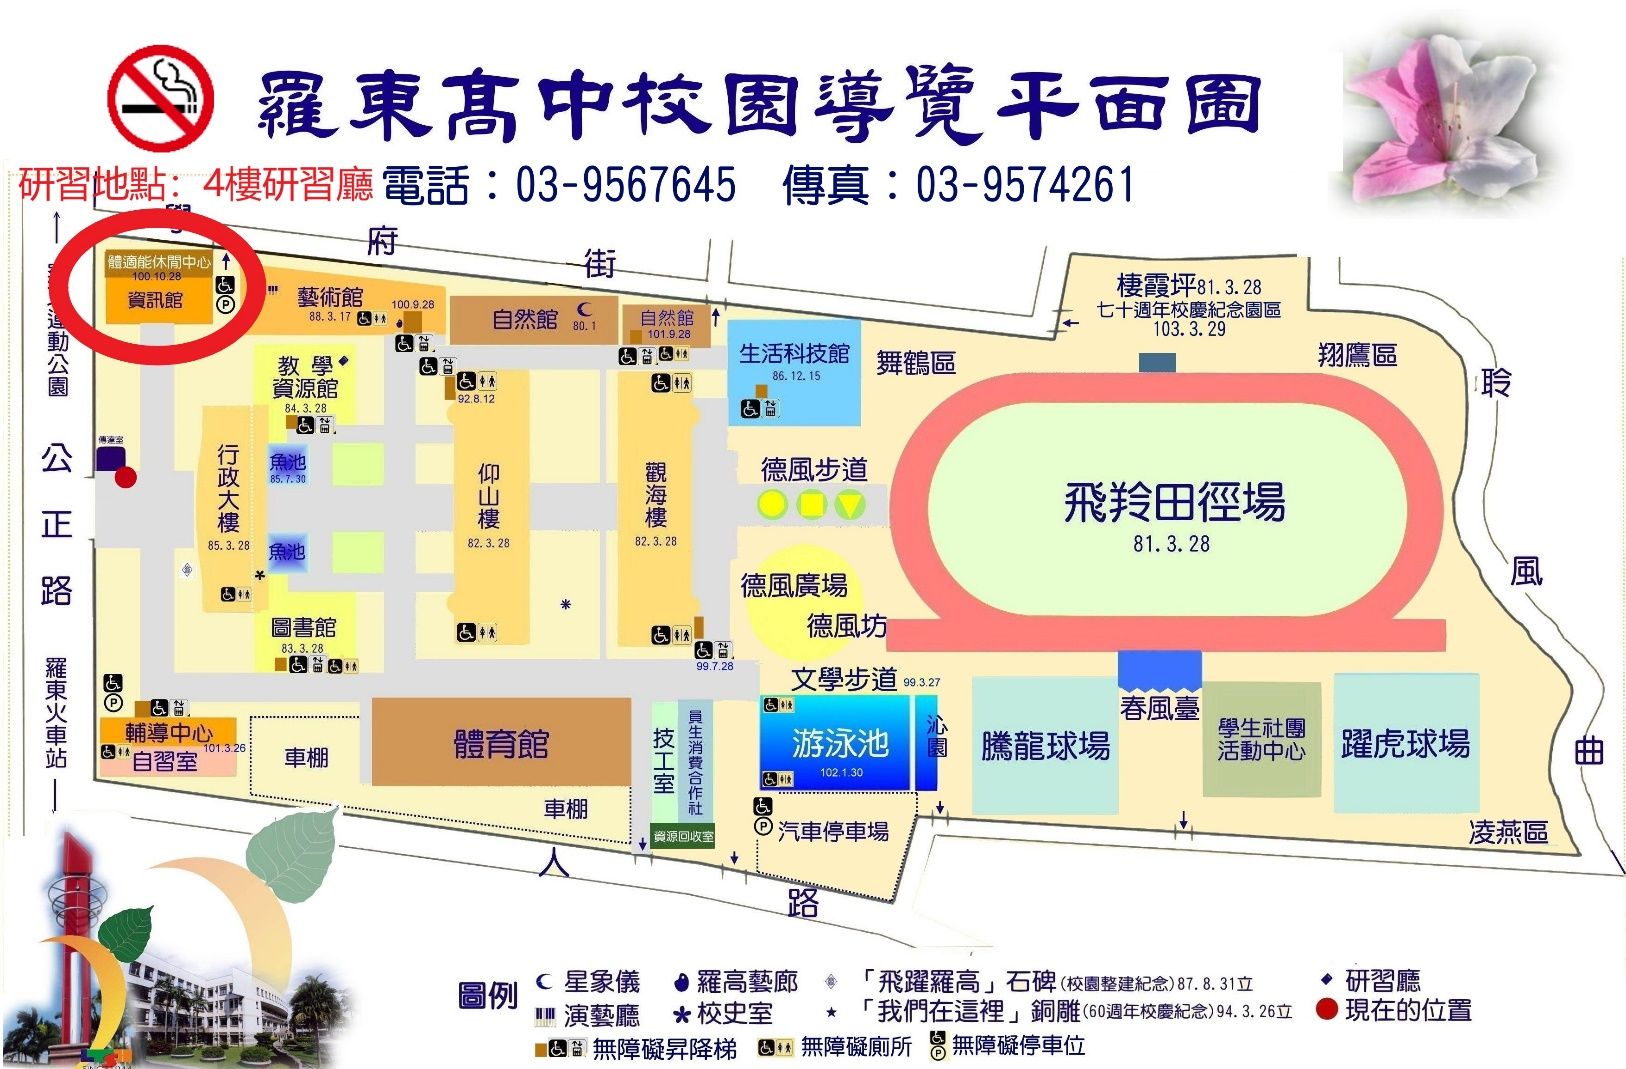 羅東高中校園導覽平面圖
研習地點：4樓研習廳
電話：03-9567645 傳真：03-9574261
學府街
運動公園
公正路
羅東火車站
體適能休閒中心
100.10.28
資訊館
P
藝術館
88.3.17
100.9.28
自然館
80.1
自然館
101.9.28
生活科技館
86.12.15
舞鶴區
棲霞坪81.3.28
七十週年校慶紀念園區
103.3.29
翔鷹區
聆風曲
教學
資源館
84.3.28
92.8.12
傳達室
行政大樓
85.3.28
魚池
85.7.30
魚池
仰山樓
82.3.28
觀海樓
82.3.28
德風步道
飛羚田徑場
81.3.28
德風廣場
德風坊
圖書館
83.3.28
99.7.28
文學步道
99.3.27
P
輔導中心
101.3.26
自習室
車棚
體育館
車棚
技工室
員生消費合作社
資源回收室
游泳池
102.1.30
沁園
春風臺
騰龍球場
學生社團
活動中心
躍虎球場
P
汽車停車場
凌燕區
人路
圖例
星象儀
羅高藝廊
「飛躍羅高」石碑(校園整建紀念)87.8.31立
研習廳
演藝廳
校史室
「我們在這裡」銅雕(60週年校慶紀念)94.3.26立
現在的位置
無障礙昇降梯
無障礙廁所
P
無障礙停車位